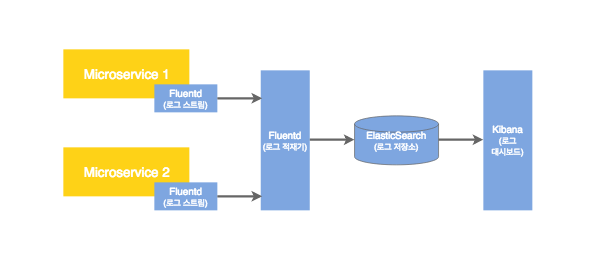 Microservice 1
Fluentd
(로그 스트림)
Microservice 2
Fluentd
(로그 스트림)
Fluentd
(로그 적재기)
ElasticSearch
(로그 저장소)
Kibana
(로그
대시보드)